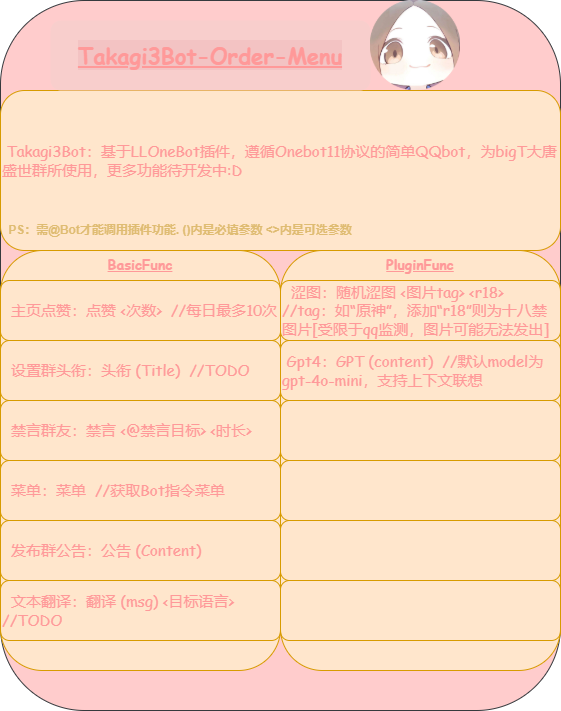 Takagi3Bot-Order-Menu
Takagi3Bot：基于LLOneBot插件，遵循Onebot11协议的简单QQbot，为bigT大唐
盛世群所使用，更多功能待开发中:D
PS：需@Bot才能调用插件功能. ()内是必填参数 <>内是可选参数
BasicFunc
主页点赞：点赞 <次数>  //每日最多10次
设置群头衔：头衔 (Title)  //TODO
禁言群友：禁言 <@禁言目标> <时长>
菜单：菜单  //获取Bot指令菜单
发布群公告：公告 (Content)
文本翻译：翻译 (msg) <目标语言>
//TODO
PluginFunc
涩图：随机涩图 <图片tag> <r18>
//tag：如“原神”，添加“r18”则为十八禁
图片[受限于qq监测，图片可能无法发出]
Gpt4：GPT (content)  //默认model为
gpt-4o-mini，支持上下文联想